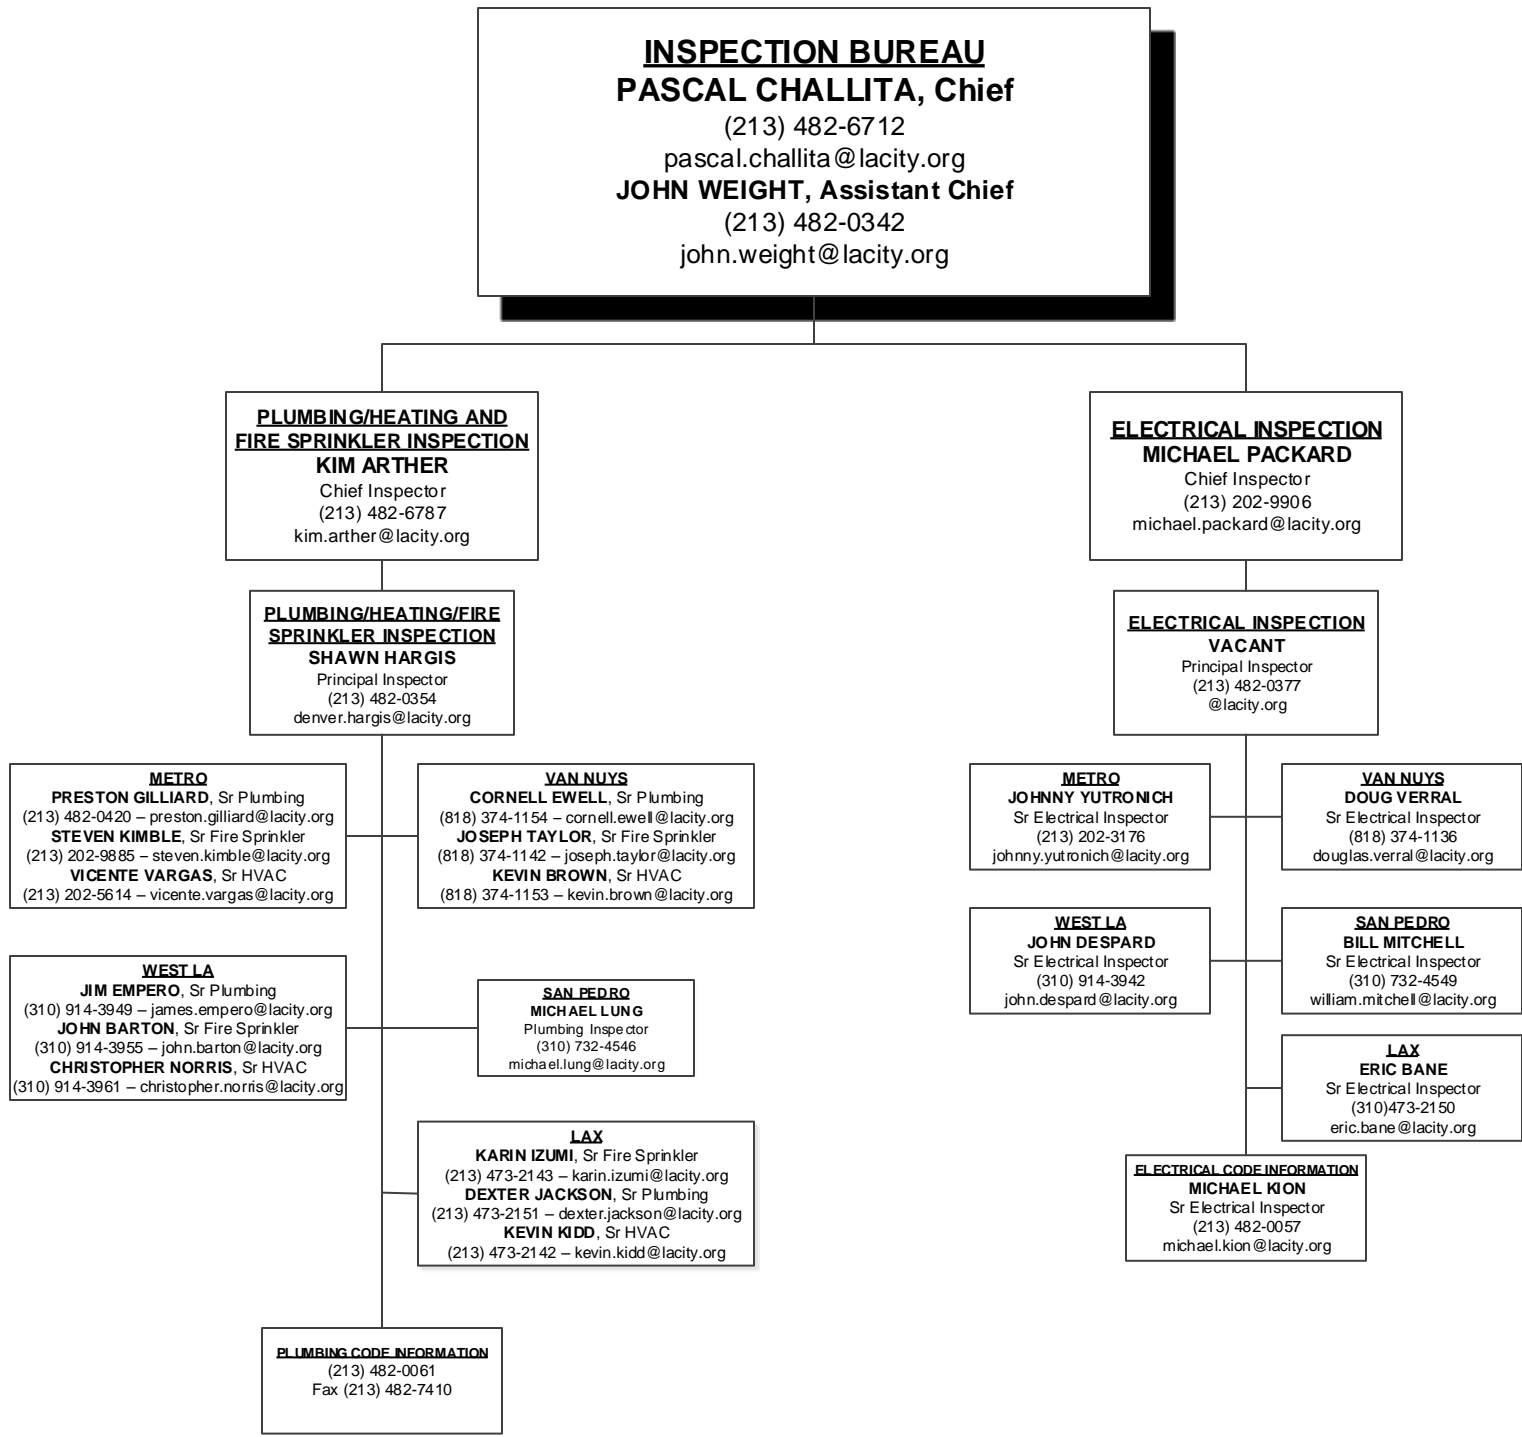 INSPECTION BUREAU
PASCAL CHALLITA, Chief
(213) 482-6712
pascal.challita@lacity.org
JOHN WEIGHT, Assistant Chief
(213) 482-0342
john.weight@lacity.org
PLUMBING/HEATING AND
FIRE SPRINKLER INSPECTION
KIM ARTHER
Chief Inspector
(213) 482-6787
kim.arther@lacity.org
PLUMBING/HEATING/FIRE
SPRINKLER INSPECTION
SHAWN HARGIS
Principal Inspector
(213) 482-0354
denver.hargis@lacity.org
METRO
PRESTON GILLIARD, Sr Plumbing
(213) 482-0420 – preston.gilliard@lacity.org
STEVEN KIMBLE, Sr Fire Sprinkler
(213) 202-9885 – steven.kimble@lacity.org
VICENTE VARGAS, Sr HVAC
(213) 202-5614 – vicente.vargas@lacity.org
VAN NUYS
CORNELL EWELL, Sr Plumbing
(818) 374-1154 – cornell.ewell@lacity.org
JOSEPH TAYLOR, Sr Fire Sprinkler
(818) 374-1142 – joseph.taylor@lacity.org
KEVIN BROWN, Sr HVAC
(818) 374-1153 – kevin.brown@lacity.org
WEST LA
JIM EMPERO, Sr Plumbing
(310) 914-3949 – james.empero@lacity.org
JOHN BARTON, Sr Fire Sprinkler
(310) 914-3955 – john.barton@lacity.org
CHRISTOPHER NORRIS, Sr HVAC
(310) 914-3961 – christopher.norris@lacity.org
SAN PEDRO
MICHAEL LUNG
Plumbing Inspector
(310) 732-4546
michael.lung@lacity.org
LAX
KARIN IZUMI, Sr Fire Sprinkler
(213) 473-2143 – karin.izumi@lacity.org
DEXTER JACKSON, Sr Plumbing
(213) 473-2151 – dexter.jackson@lacity.org
KEVIN KIDD, Sr HVAC
(213) 473-2142 – kevin.kidd@lacity.org
PLUMBING CODE INFORMATION
(213) 482-0061
Fax (213) 482-7410
ELECTRICAL INSPECTION
MICHAEL PACKARD
Chief Inspector
(213) 202-9906
michael.packard@lacity.org
ELECTRICAL INSPECTION
VACANT
Principal Inspector
(213) 482-0377
@lacity.org
METRO
JOHNNY YUTRONICH
Sr Electrical Inspector
(213) 202-3176
johnny.yutronich@lacity.org
VAN NUYS
DOUG VERRAL
Sr Electrical Inspector
(818) 374-1136
douglas.verral@lacity.org
WEST LA
JOHN DESPARD
Sr Electrical Inspector
(310) 914-3942
john.despard@lacity.org
SAN PEDRO
BILL MITCHELL
Sr Electrical Inspector
(310) 732-4549
william.mitchell@lacity.org
LAX
ERIC BANE
Sr Electrical Inspector
(310)473-2150
eric.bane@lacity.org
ELECTRICAL CODE INFORMATION
MICHAEL KION
Sr Electrical Inspector
(213) 482-0057
michael.kion@lacity.org